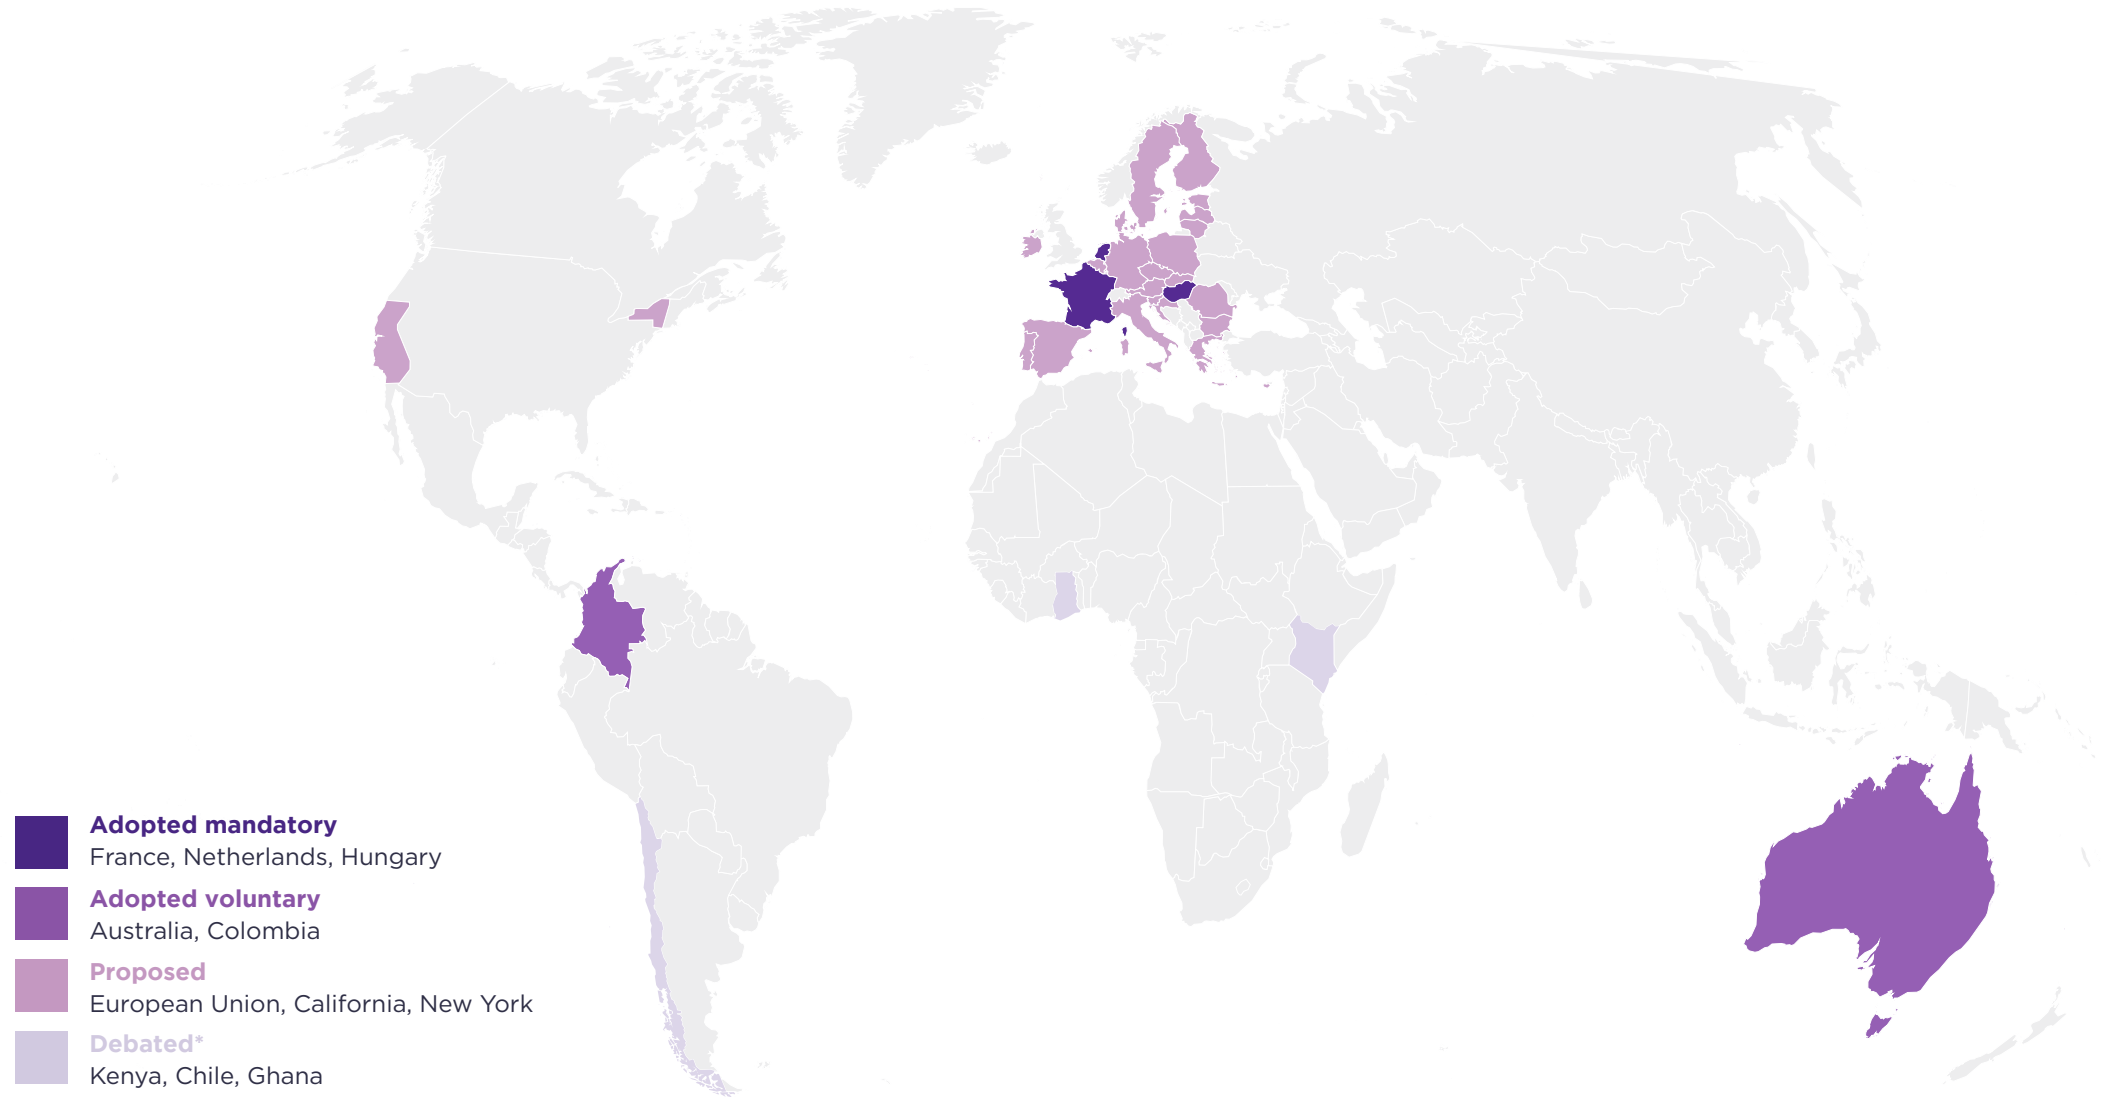 Adopted mandatory
France, Netherlands, Hungary
Adopted voluntary
Australia, Colombia
Proposed
European Union, California, New York
Debated*
Kenya, Chile, Ghana